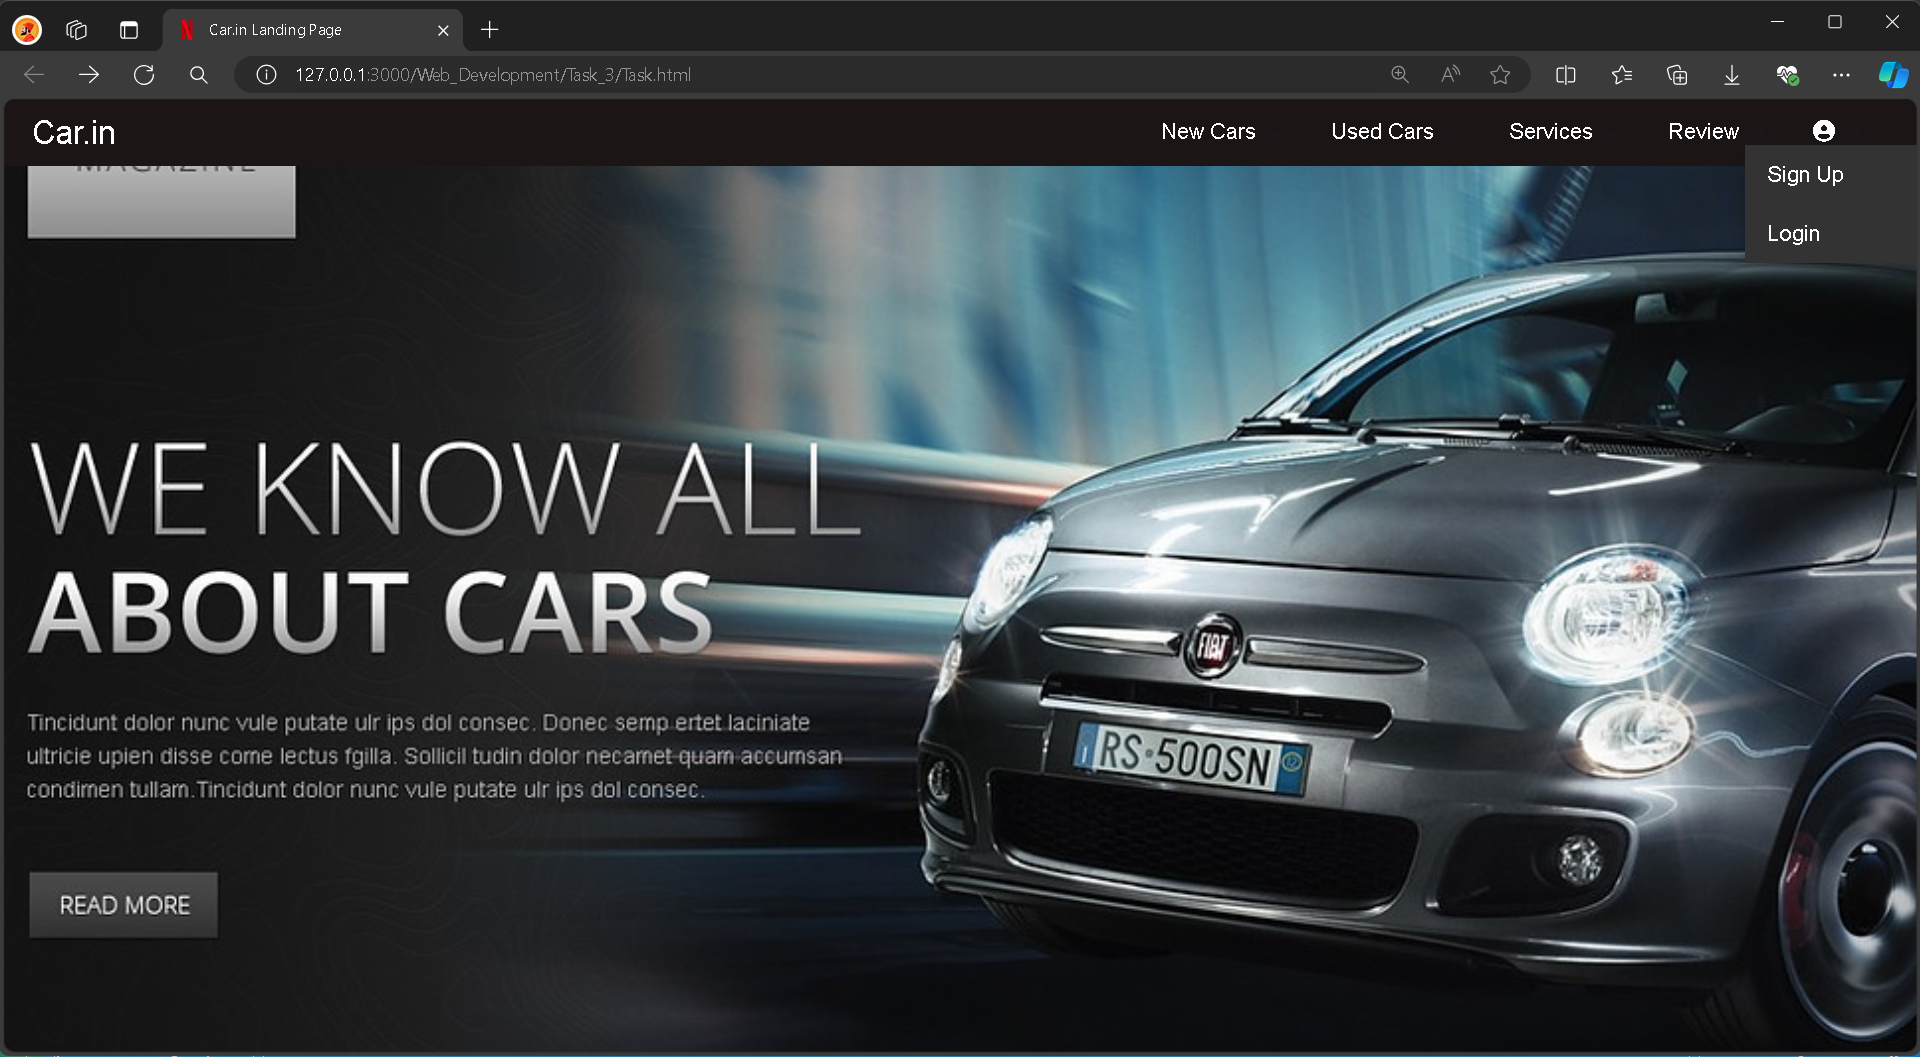 Car.in Landing Page
127.0.0.1:3000/Web_Development/Task_3/Task.html
Car.in
New Cars
Used Cars
Services
Review
Sign Up
Login
MAGAZINE
WE KNOW ALL
ABOUT CARS
Tincidunt dolor nunc vule putate ulr ips dol consec. Donec semp ertet laciniate
ultricie upien disse come lectus fgilla. Sollicil tudin dolor necamet quam accumsan
condimen tullam.Tincidunt dolor nunc vule putate ulr ips dol consec.
READ MORE
FIAT
RS·500SN